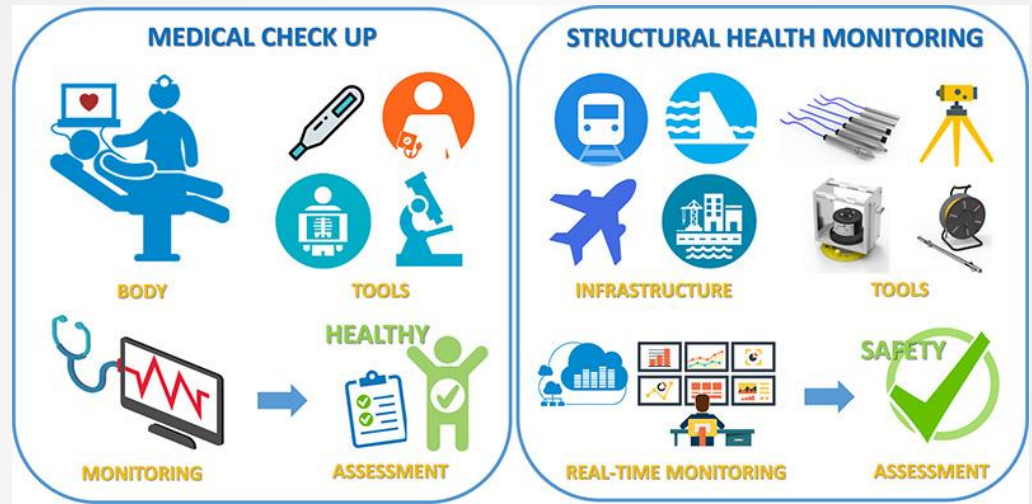 MEDICAL CHECK UP
BODY
TOOLS
HEALTHY
MONITORING
ASSESSMENT
STRUCTURAL HEALTH MONITORING
INFRASTRUCTURE
TOOLS
SAFETY
REAL-TIME MONITORING
ASSESSMENT